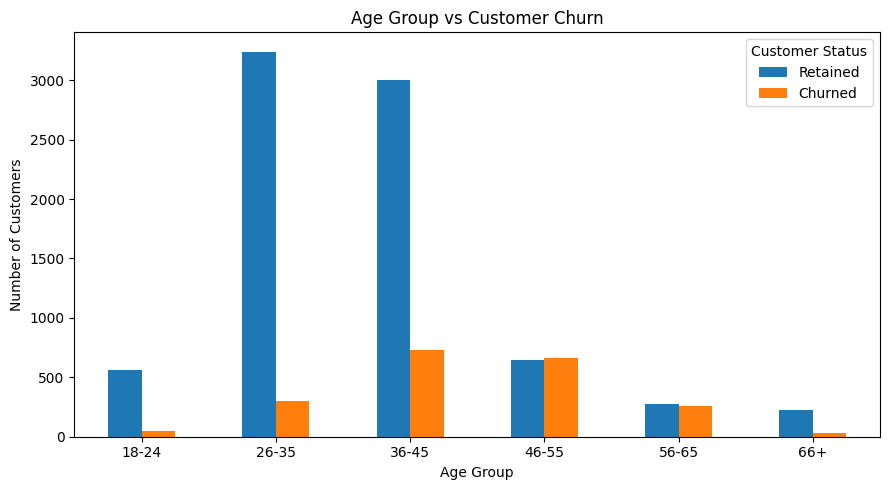 Age Group vs Customer Churn
Customer Status
Retained
Churned
Number of Customers
3000
2500
2000
1500
1000
500
0
18-24
26-35
36-45
46-55
56-65
66+
Age Group